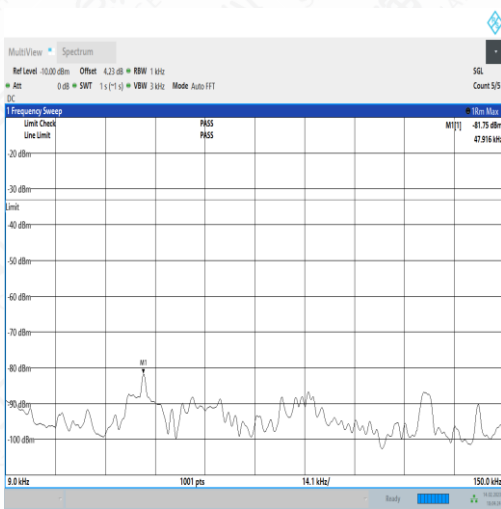 MultiView Spectrum
Ref Level -10.00 dBm Offset 4.23 dB RBW 1 kHz SGL
Att 0 dB SWT 1 s (~1 s) VBW 3 kHz Mode Auto FFT Count 5/5
DC
1 Frequency Sweep 1Rm Max
Limit Check PASS M1[1] -81.75 dBm
Line Limit PASS 47.916 kHz
-20 dBm
-30 dBm
Limit
-40 dBm
-50 dBm
-60 dBm
-70 dBm
-80 dBm
M1
-90 dBm
-100 dBm
9.0 kHz 1001 pts 14.1 kHz/ 150.0 kHz
Ready